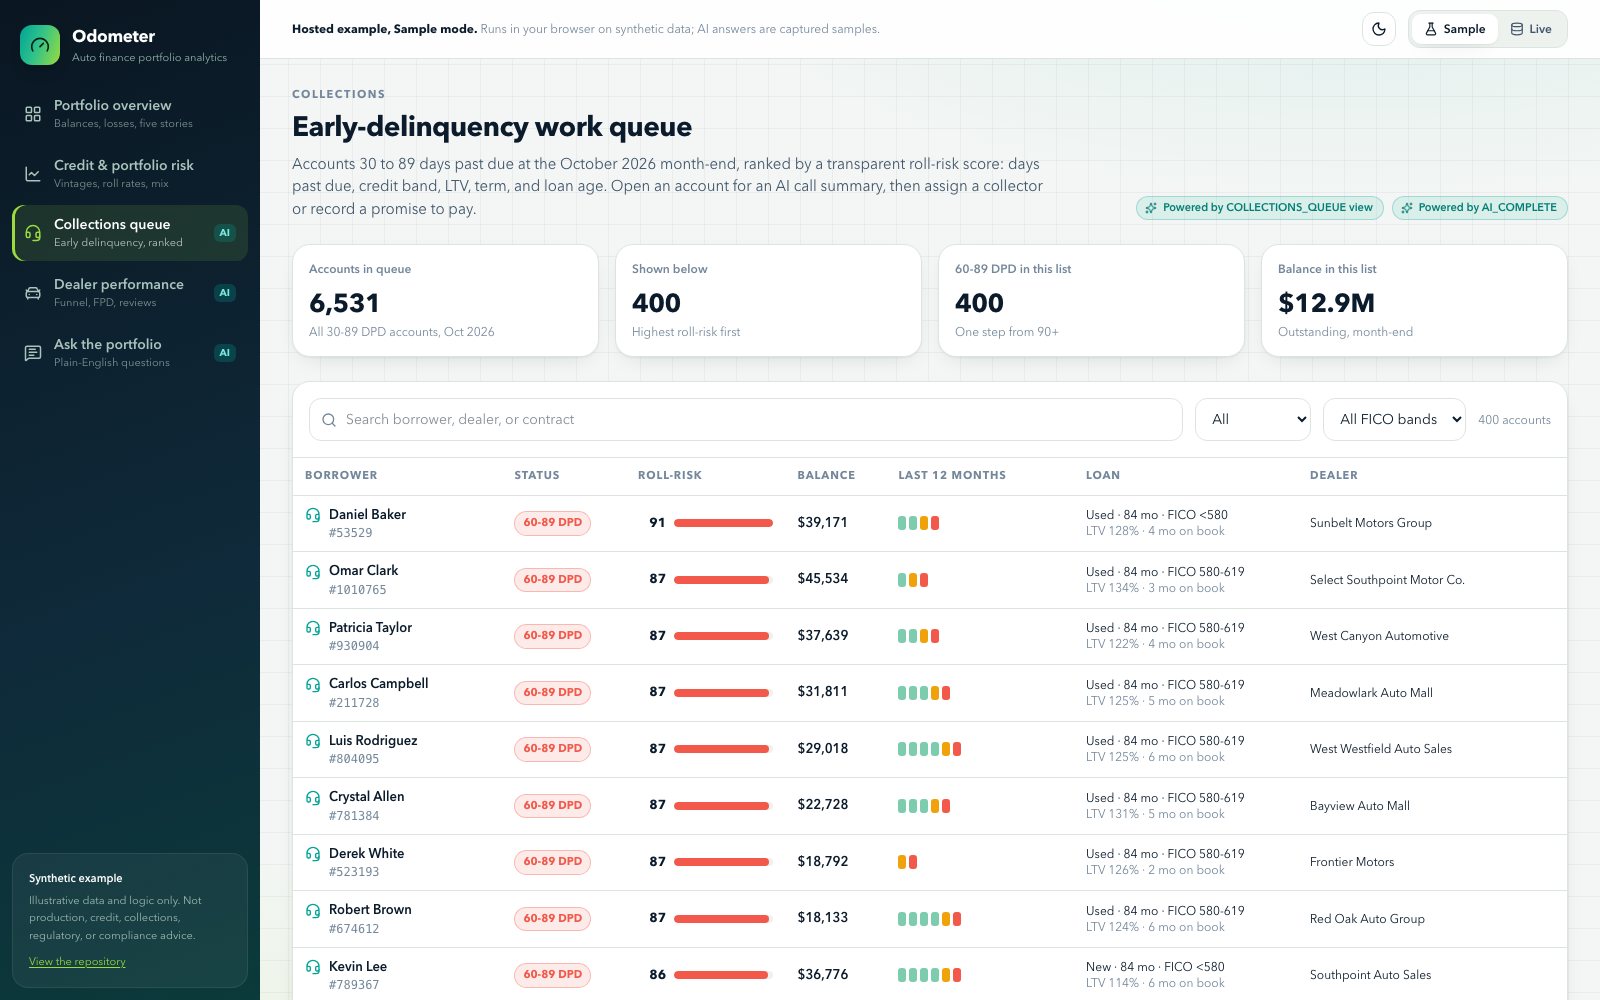 Odometer
Auto finance portfolio analytics
Portfolio overview
Balances, losses, five stories
Credit & portfolio risk
Vintages, roll rates, mix
Collections queue
Early delinquency, ranked
AI
Dealer performance
Funnel, FPD, reviews
AI
Ask the portfolio
Plain-English questions
AI
Synthetic example
Illustrative data and logic only. Not
production, credit, collections,
regulatory, or compliance advice.
View the repository
Hosted example, Sample mode. Runs in your browser on synthetic data; AI answers are captured samples.
Sample
Live
COLLECTIONS
Early-delinquency work queue
Accounts 30 to 89 days past due at the October 2026 month-end, ranked by a transparent roll-risk score: days
past due, credit band, LTV, term, and loan age. Open an account for an AI call summary, then assign a collector
or record a promise to pay.
Powered by COLLECTIONS_QUEUE view
Powered by AI_COMPLETE
Accounts in queue
6,531
All 30-89 DPD accounts, Oct 2026
Shown below
400
Highest roll-risk first
60-89 DPD in this list
400
One step from 90+
Balance in this list
$12.9M
Outstanding, month-end
Search borrower, dealer, or contract
All
All FICO bands
400 accounts
BORROWER STATUS ROLL-RISK BALANCE LAST 12 MONTHS LOAN DEALER
Daniel Baker
#53529
60-89 DPD
91
$39,171
Used · 84 mo · FICO <580
LTV 128% · 4 mo on book
Sunbelt Motors Group
Omar Clark
#1010765
60-89 DPD
87
$45,534
Used · 84 mo · FICO 580-619
LTV 134% · 3 mo on book
Select Southpoint Motor Co.
Patricia Taylor
#930904
60-89 DPD
87
$37,639
Used · 84 mo · FICO 580-619
LTV 122% · 4 mo on book
West Canyon Automotive
Carlos Campbell
#211728
60-89 DPD
87
$31,811
Used · 84 mo · FICO 580-619
LTV 125% · 5 mo on book
Meadowlark Auto Mall
Luis Rodriguez
#804095
60-89 DPD
87
$29,018
Used · 84 mo · FICO 580-619
LTV 125% · 6 mo on book
West Westfield Auto Sales
Crystal Allen
#781384
60-89 DPD
87
$22,728
Used · 84 mo · FICO 580-619
LTV 131% · 5 mo on book
Bayview Auto Mall
Derek White
#523193
60-89 DPD
87
$18,792
Used · 84 mo · FICO 580-619
LTV 126% · 2 mo on book
Frontier Motors
Robert Brown
#674612
60-89 DPD
87
$18,133
Used · 84 mo · FICO 580-619
LTV 124% · 6 mo on book
Red Oak Auto Group
Kevin Lee
#789367
60-89 DPD
86
$36,776
New · 84 mo · FICO <580
LTV 114% · 6 mo on book
Southpoint Auto Sales